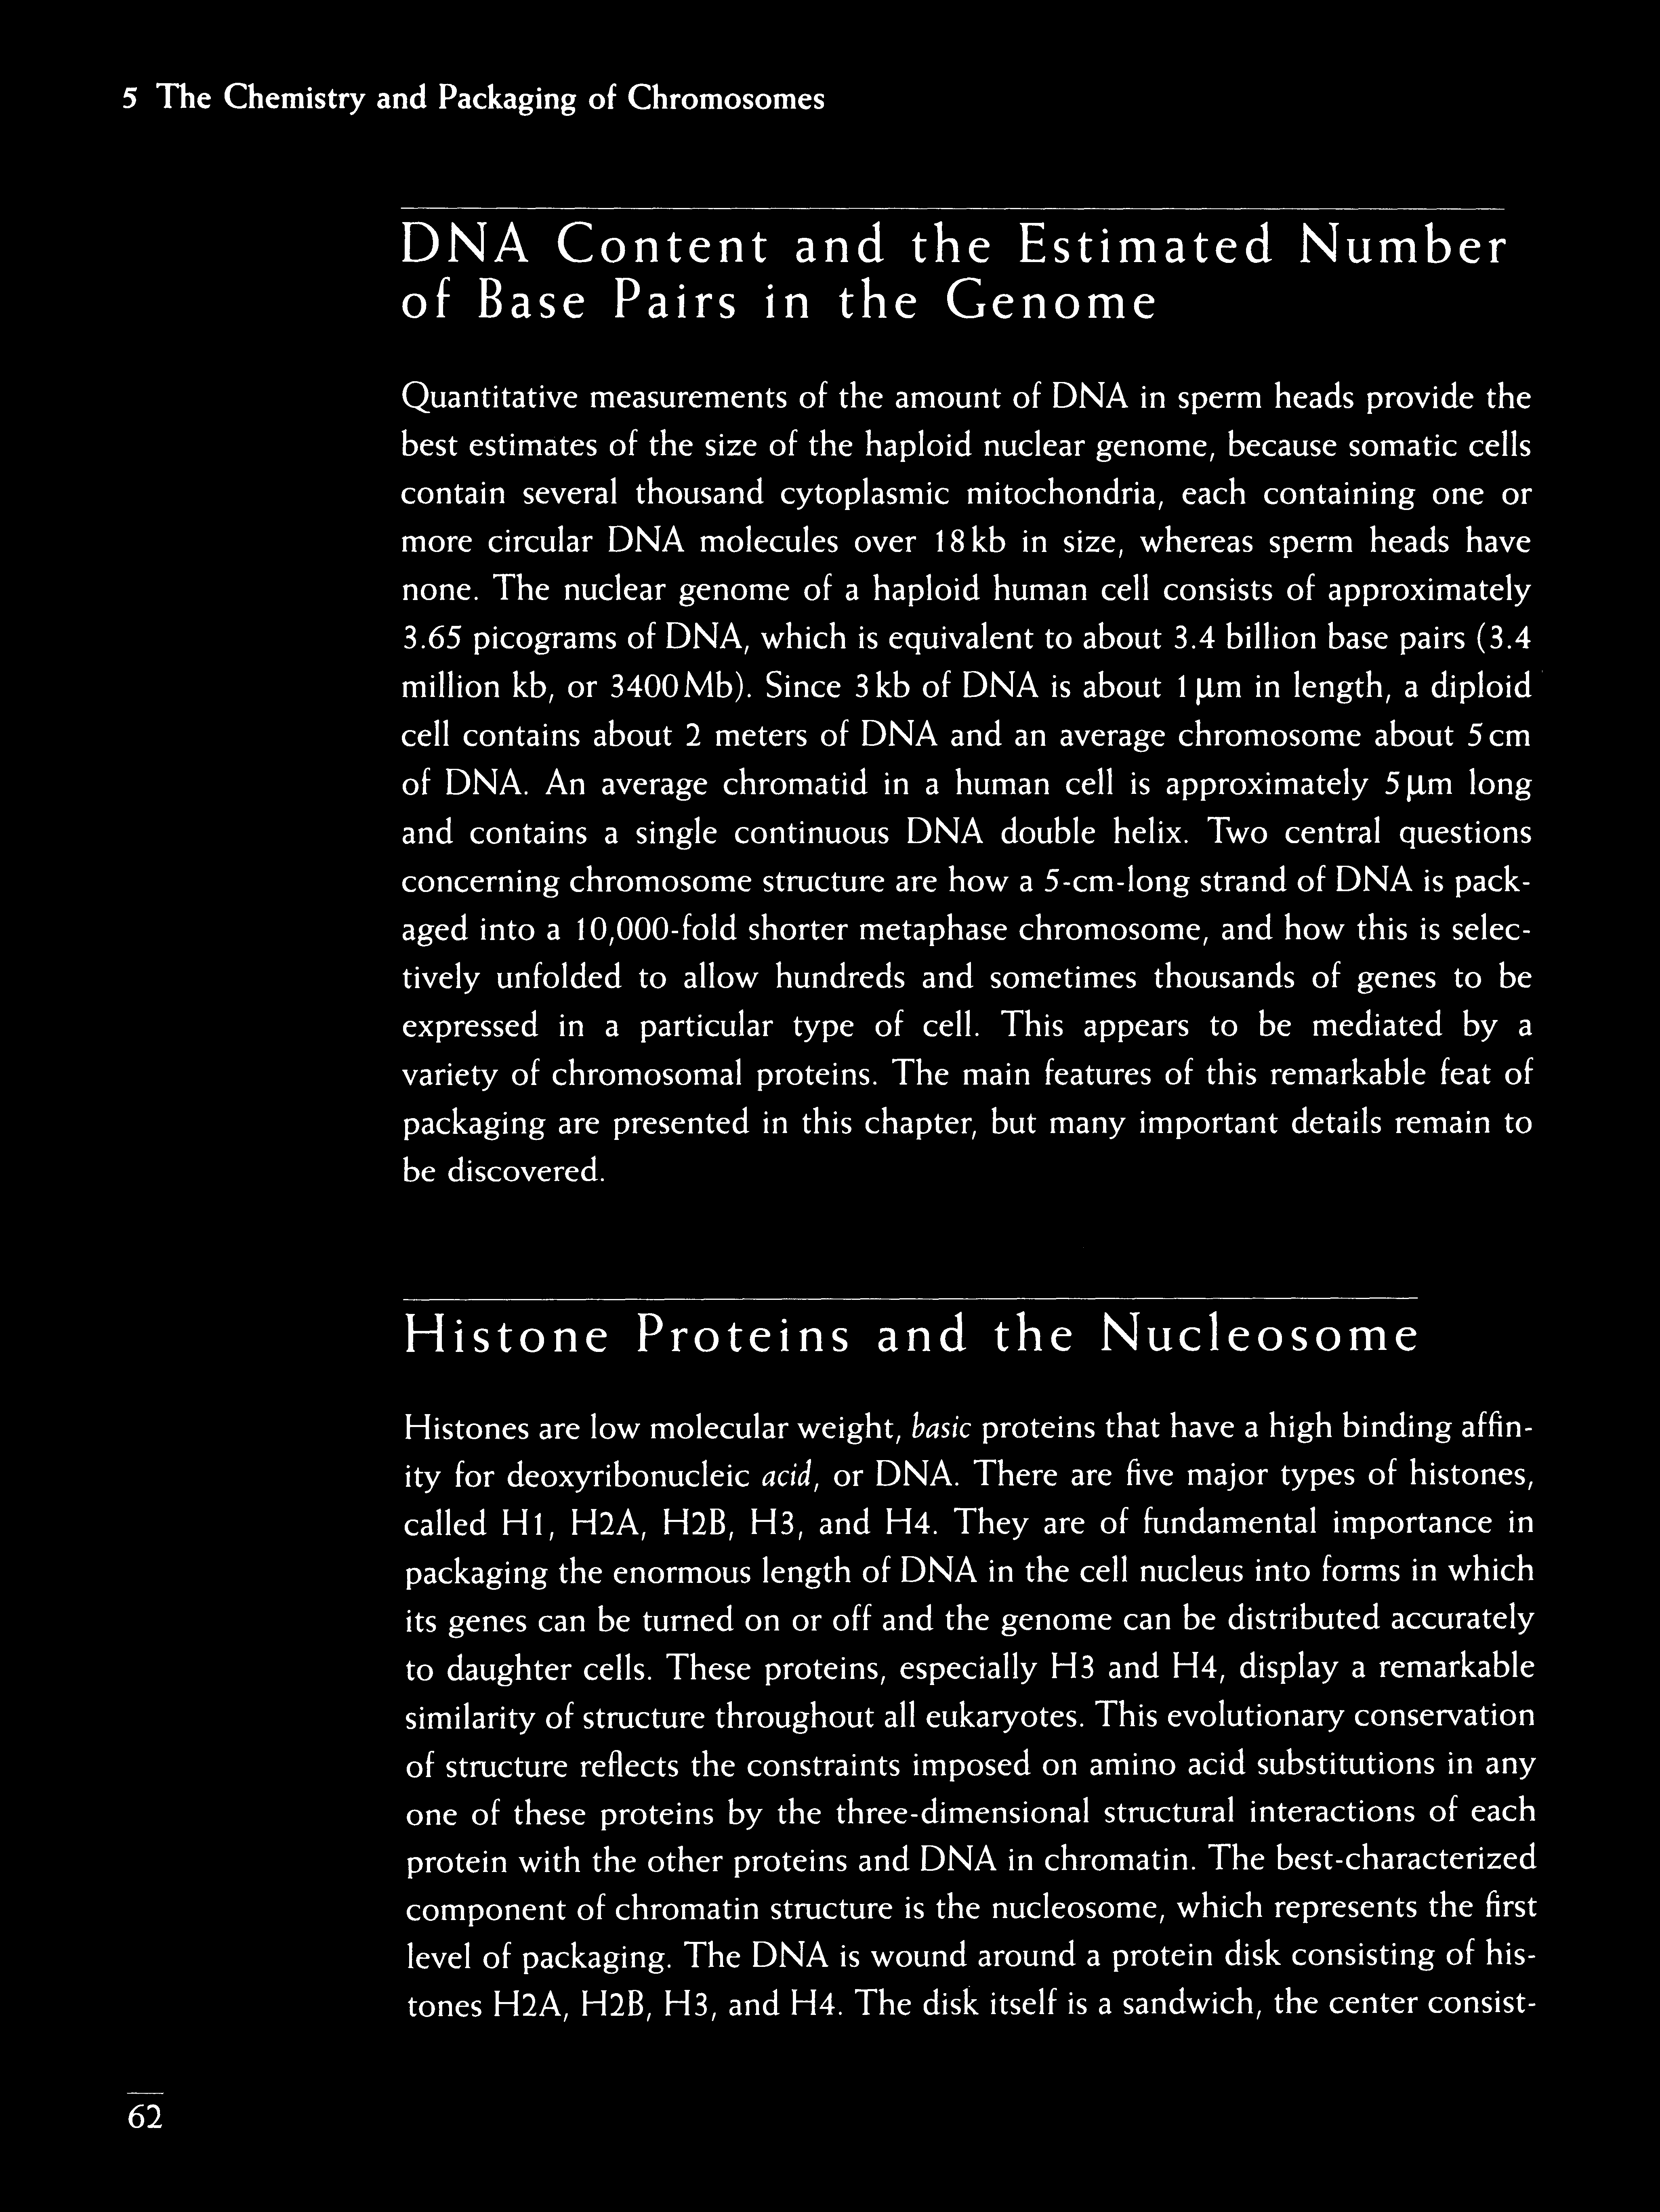 5 The Chemistry and Packaging of Chromosomes
DNA Content and the Estimated Number
of Base Pairs in the Genome
Quantitative measurements of the amount of DNA in sperm heads provide the
best estimates of the size of the haploid nuclear genome, because somatic cells
contain several thousand cytoplasmic mitochondria, each containing one or
more circular DNA molecules over 18 kb in size, whereas sperm heads have
none. The nuclear genome of a haploid human cell consists of approximately
3.65 picograms of DNA, which is equivalent to about 3.4 billion base pairs (3.4
million kb, or 3400 Mb). Since 3 kb of DNA is about 1 µm in length, a diploid
cell contains about 2 meters of DNA and an average chromosome about 5 cm
of DNA. An average chromatid in a human cell is approximately 5 µm long
and contains a single continuous DNA double helix. Two central questions
concerning chromosome structure are how a 5-cm-long strand of DNA is pack-
aged into a 10,000-fold shorter metaphase chromosome, and how this is selec-
tively unfolded to allow hundreds and sometimes thousands of genes to be
expressed in a particular type of cell. This appears to be mediated by a
variety of chromosomal proteins. The main features of this remarkable feat of
packaging are presented in this chapter, but many important details remain to
be discovered.
Histone Proteins and the Nucleosome
Histones are low molecular weight, basic proteins that have a high binding affin-
ity for deoxyribonucleic acid, or DNA. There are five major types of histones,
called H1, H2A, H2B, H3, and H4. They are of fundamental importance in
packaging the enormous length of DNA in the cell nucleus into forms in which
its genes can be turned on or off and the genome can be distributed accurately
to daughter cells. These proteins, especially H3 and H4, display a remarkable
similarity of structure throughout all eukaryotes. This evolutionary conservation
of structure reflects the constraints imposed on amino acid substitutions in any
one of these proteins by the three-dimensional structural interactions of each
protein with the other proteins and DNA in chromatin. The best-characterized
component of chromatin structure is the nucleosome, which represents the first
level of packaging. The DNA is wound around a protein disk consisting of his-
tones H2A, H2B, H3, and H4. The disk itself is a sandwich, the center consist-
62